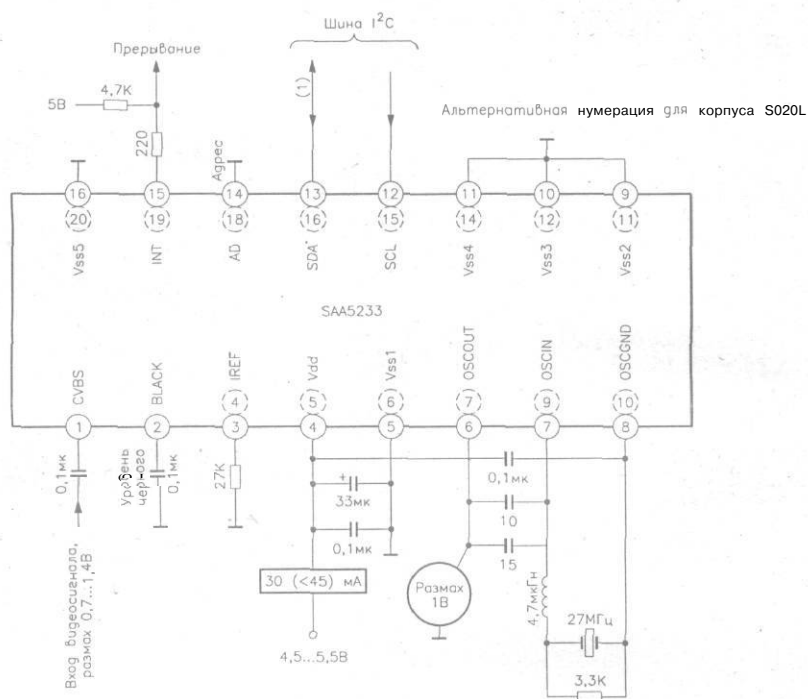 Шина I²C
Прерывание
4,7К
5В
220
Адрес
(1)
Альтернативная нумерация для корпуса SO20L
16
15
14
13
12
11
10
9
(20)
(19)
(18)
(16)
(15)
(14)
(12)
(11)
Vss5
INT
AD
SDA
SCL
Vss4
Vss3
Vss2
SAA5233
CVBS
BLACK
IREF
Vdd
Vss1
OSCOUT
OSCIN
OSCGND
(4)
(5)
(6)
(7)
(9)
(10)
1
2
3
4
5
6
7
8
0,1мк
Уровень
черного
0,1мк
27К
+
33мк
0,1мк
0,1мк
10
15
30 (<45) мА
4,5...5,5В
Размах
1В
4,7мкГн
27МГц
3,3К
Вход видеосигнала,
размах 0,7...1,4В